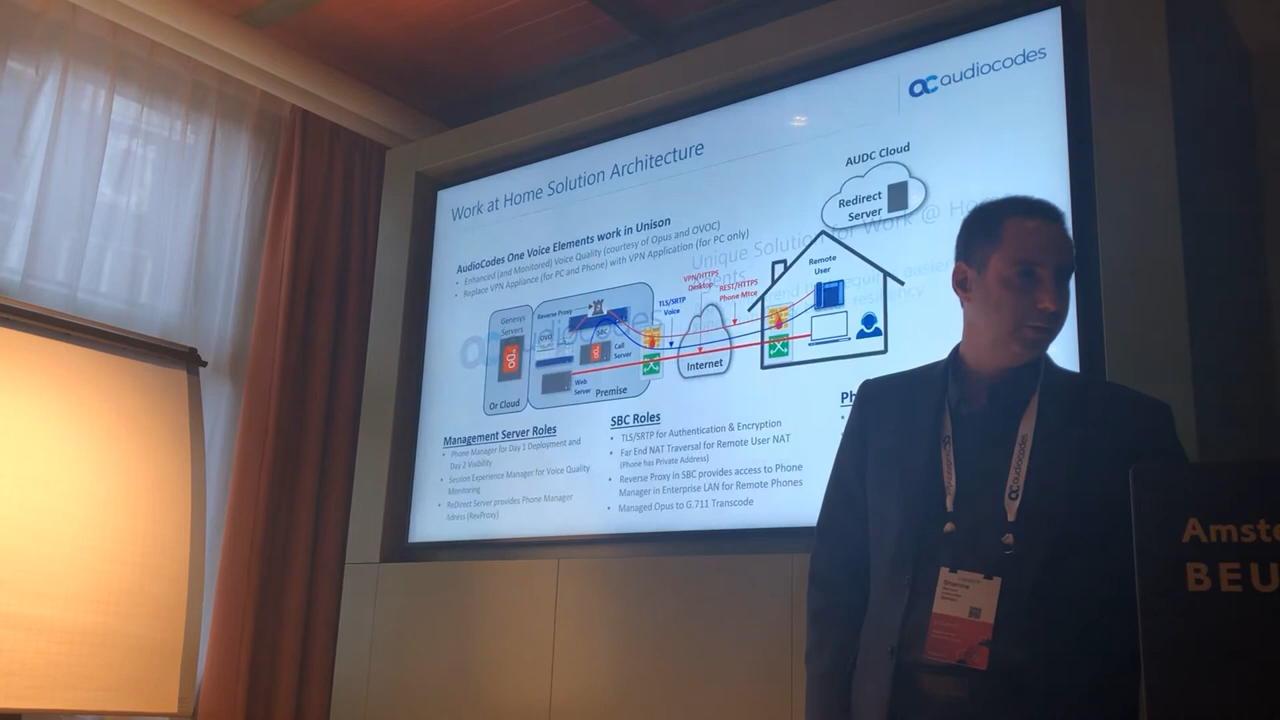 audiocodes
Work at Home Solution Architecture
AUDC Cloud
Redirect
Server
AudioCodes One Voice Elements work in Unison
• Enhanced (and Monitored) Voice Quality (courtesy of Opus and OVOC)
• Replace VPN Appliance (for PC and Phone) with VPN Application (for PC only)
Unique Solution for Work @ Ho
Remote
User
VPN/HTTPS
Desktop
REST/HTTPS
Phone Mtce
TLS/SRTP
Voice
Genesys
Servers
Reverse Proxy
SBC
Call
Server
Web
Server
Premise
Or Cloud
Internet
audiocodes
Management Server Roles
• Phone Manager for Day 1 Deployment and
Day 2 Visibility
• Session Experience Manager for Voice Quality
Monitoring
• ReDirect Server provides Phone Manager
Adress (RevProxy)
SBC Roles
• TLS/SRTP for Authentication & Encryption
• Far End NAT Traversal for Remote User NAT
(Phone has Private Address)
• Reverse Proxy in SBC provides access to Phone
Manager in Enterprise LAN for Remote Phones
• Managed Opus to G.711 Transcode
Ph
audiocodes
audiocodes
Amste
BEU